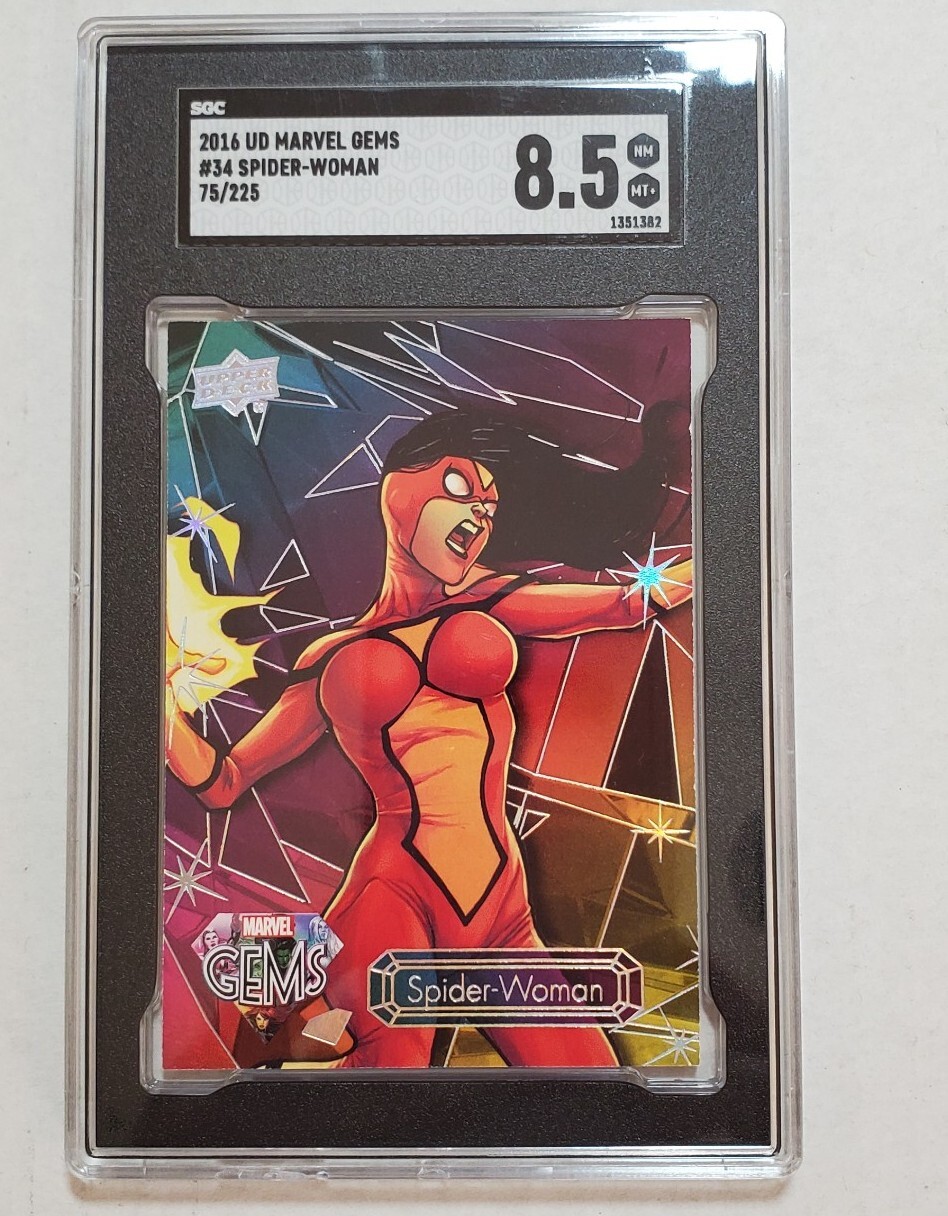 SGC
2016 UD MARVEL GEMS
#34 SPIDER-WOMAN
75/225
8.5
NM
MT+
1351382
UPPER
DECK
MARVEL
GEMS
Spider-Woman